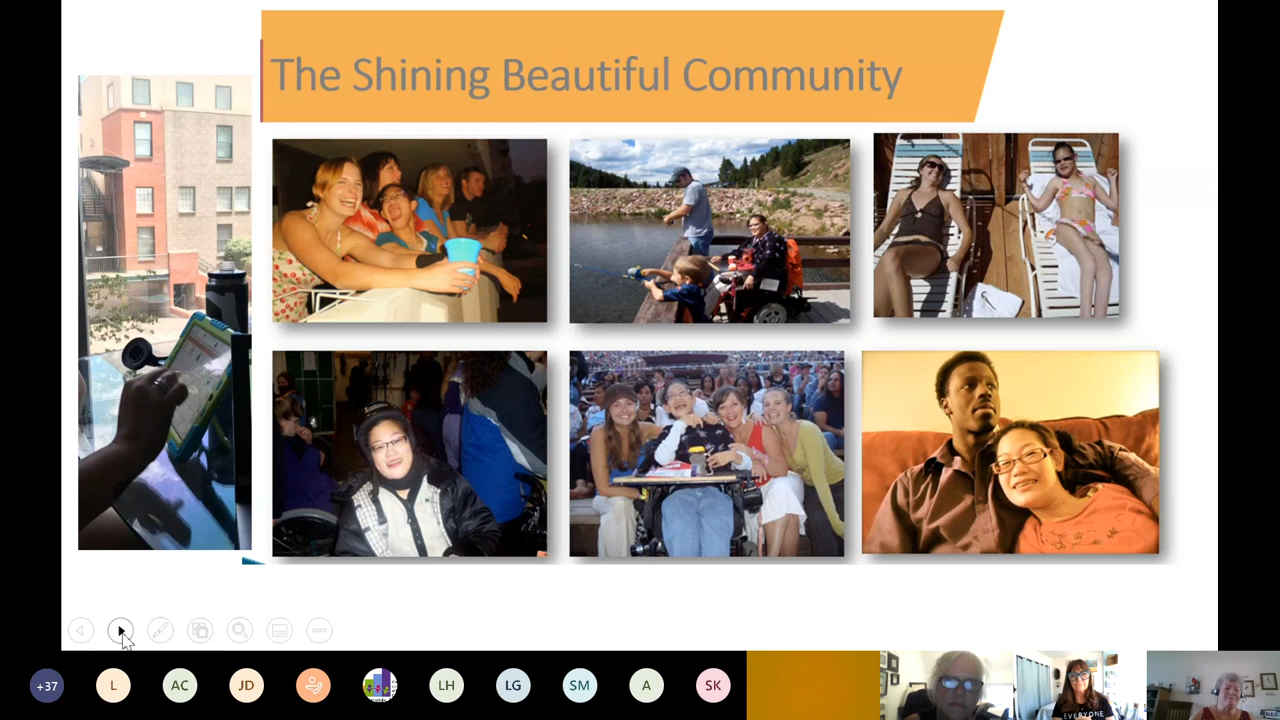 The Shining Beautiful Community
+37
L
AC
JD
LH
LG
SM
A
SK
EVERYONE